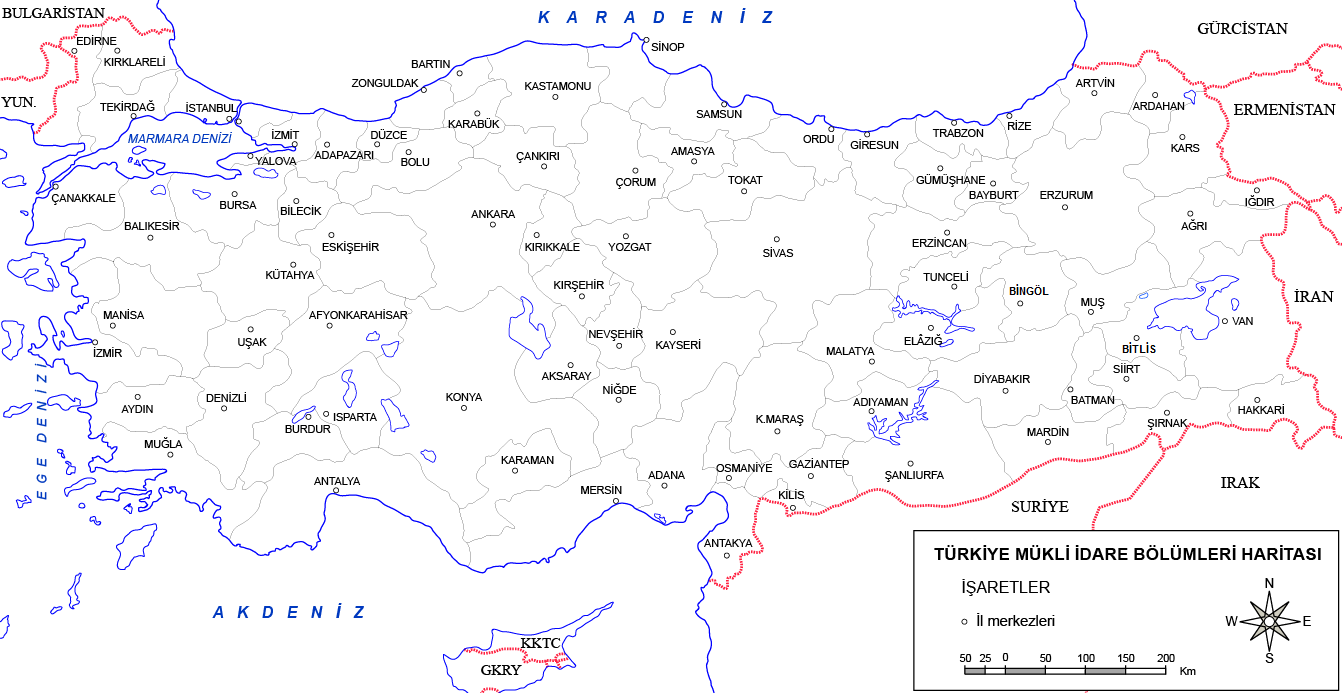 BULGARİSTAN
K A R A D E N İ Z
GÜRCİSTAN
EDİRNE
KIRKLARELİ
SİNOP
BARTIN
ZONGULDAK
KASTAMONU
ARTVİN
ARDAHAN
YUN.
TEKİRDAĞ
İSTANBUL
ERMENİSTAN
KARABÜK
SAMSUN
MARMARA DENİZİ
İZMİT
DÜZCE
ORDU
GİRESUN
TRABZON
RİZE
KARS
YALOVA
ADAPAZARI
BOLU
ÇANKIRI
AMASYA
ÇORUM
TOKAT
GÜMÜŞHANE
BAYBURT
ERZURUM
IĞDIR
ÇANAKKALE
BURSA
BİLECİK
ANKARA
BALIKESİR
AĞRI
ESKİŞEHİR
KIRIKKALE
YOZGAT
SİVAS
ERZİNCAN
KÜTAHYA
KIRŞEHİR
TUNCELİ
BİNGÖL
MUŞ
İRAN
MANİSA
AFYONKARAHİSAR
VAN
UŞAK
NEVŞEHİR
KAYSERİ
ELÂZIĞ
İZMİR
MALATYA
BİTLİS
SİİRT
AKSARAY
NİĞDE
DİYABAKIR
EGE DENİZİ
AYDIN
DENİZLİ
KONYA
ADIYAMAN
BATMAN
HAKKARİ
BURDUR
ISPARTA
K.MARAŞ
ŞIRNAK
MUĞLA
MARDİN
KARAMAN
OSMANİYE
GAZİANTEP
ŞANLIURFA
ANTALYA
MERSİN
ADANA
KİLİS
IRAK
SURİYE
ANTAKYA
TÜRKİYE MÜKLİ İDARE BÖLÜMLERİ HARİTASI
İŞARETLER
İl merkezleri
N
W
E
S
50 25 0 50 100 150 200
Km
A K D E N İ Z
KKTC
GKRY